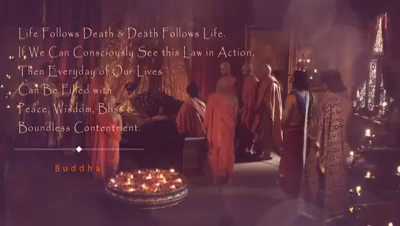 Life Follows Death & Death Follows Life.
If We Can Consciously See this Law in Action,
Then Everyday of Our Lives
Can Be Filled with
Peace, Wisdom, Bliss &
Boundless Contentment.
Buddha